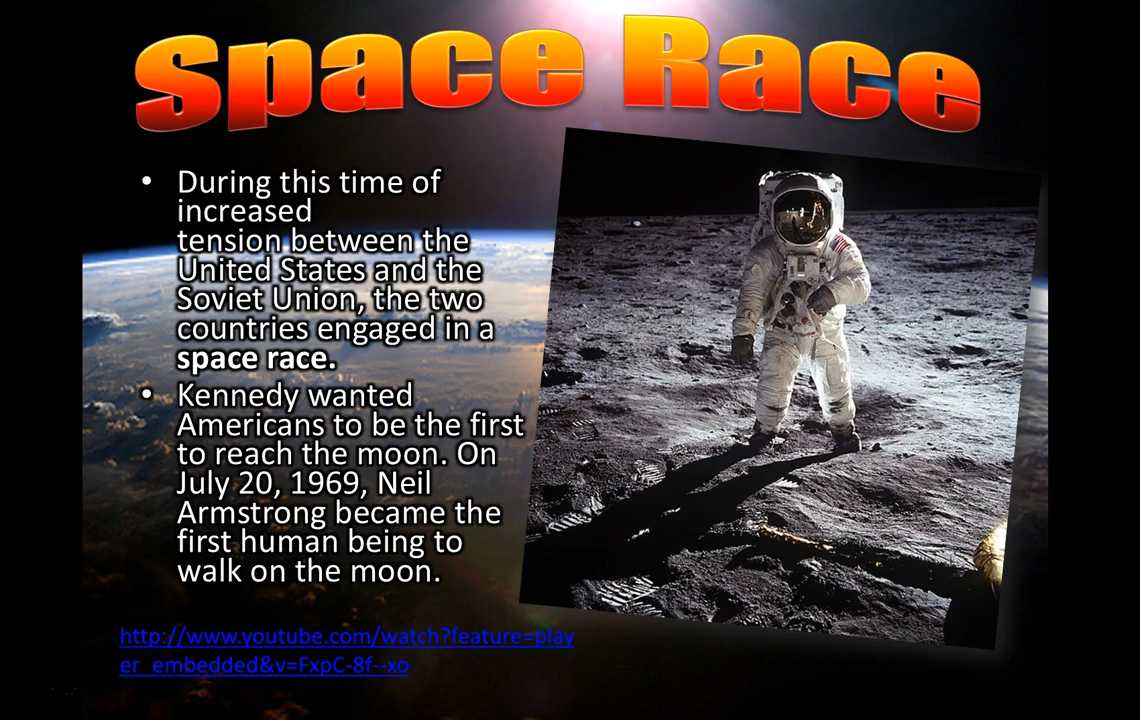 Space Race
• During this time of
increased
tension between the
United States and the
Soviet Union, the two
countries engaged in a
space race.
• Kennedy wanted
Americans to be the first
to reach the moon. On
July 20, 1969, Neil
Armstrong became the
first human being to
walk on the moon.
http://www.youtube.com/watch?feature=play
er_embedded&v=FxpC-8f--xo